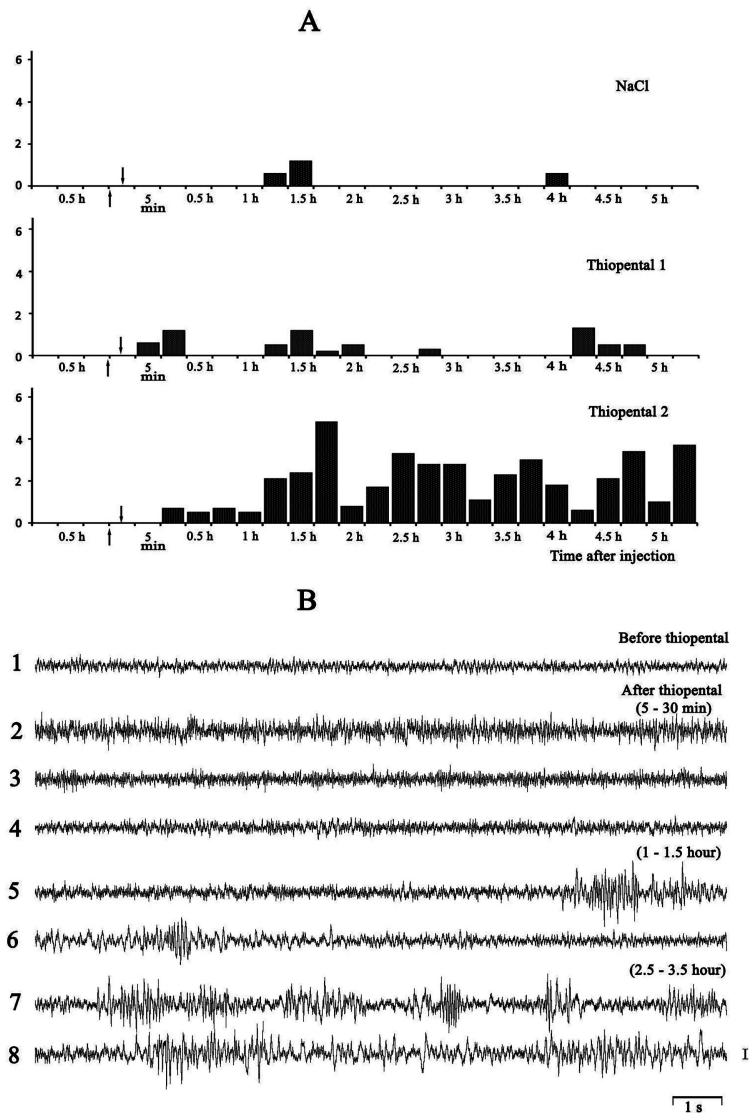 A
6
NaCl
4
2
0
0.5 h 5 0.5 h 1 h 1.5 h 2 h 2.5 h 3 h 3.5 h 4 h 4.5 h 5 h
min
6
Thiopental 1
4
2
0
0.5 h 5 0.5 h 1 h 1.5 h 2 h 2.5 h 3 h 3.5 h 4 h 4.5 h 5 h
min
6
Thiopental 2
4
2
0
0.5 h 5 0.5 h 1 h 1.5 h 2 h 2.5 h 3 h 3.5 h 4 h 4.5 h 5 h
min
Time after injection
B
Before thiopental
1
After thiopental
(5 - 30 min)
2
3
4
(1 - 1.5 hour)
5
6
(2.5 - 3.5 hour)
7
8
1 s